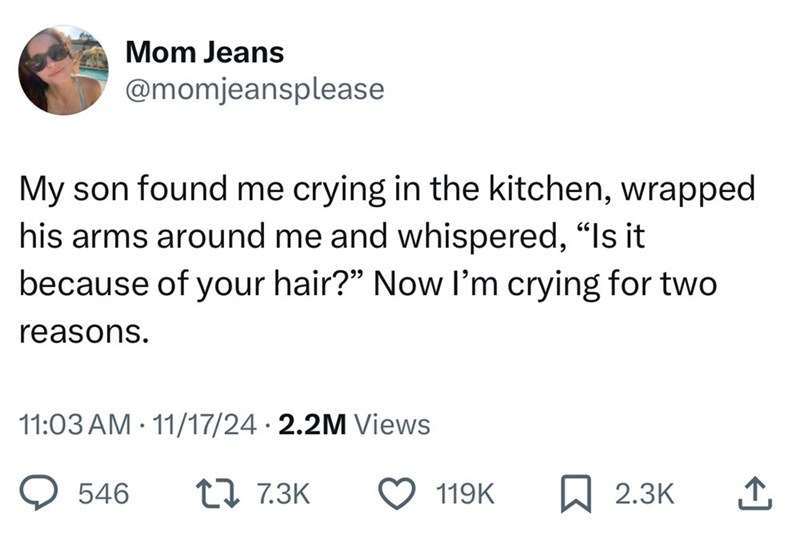 Mom Jeans
@momjeansplease
My son found me crying in the kitchen, wrapped
his arms around me and whispered, “Is it
because of your hair?” Now I’m crying for two
reasons.
11:03 AM · 11/17/24 · 2.2M Views
546 7.3K 119K 2.3K